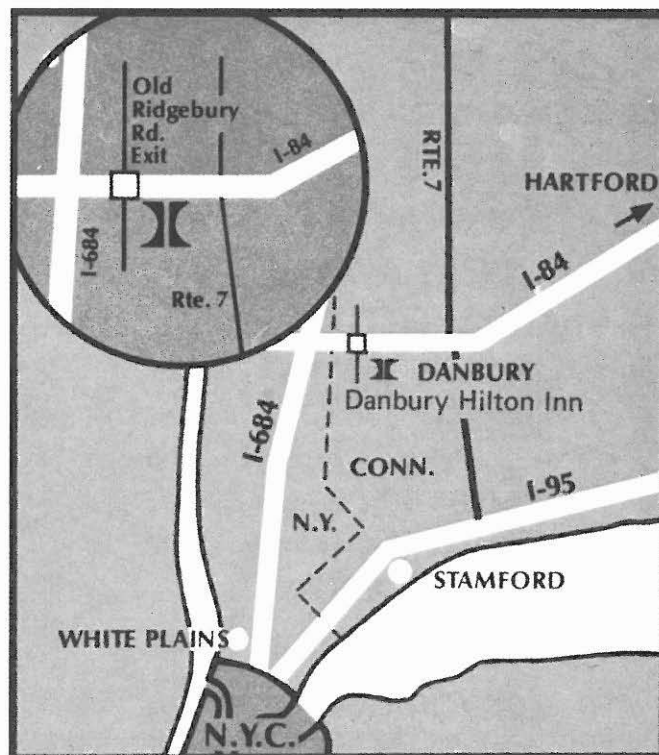 Old
Ridgebury
Rd.
Exit
I-84
I-684
Rte. 7
RTE.7
HARTFORD
I-84
DANBURY
Danbury Hilton Inn
I-684
CONN.
I-95
N.Y.
STAMFORD
WHITE PLAINS
N.Y.C.